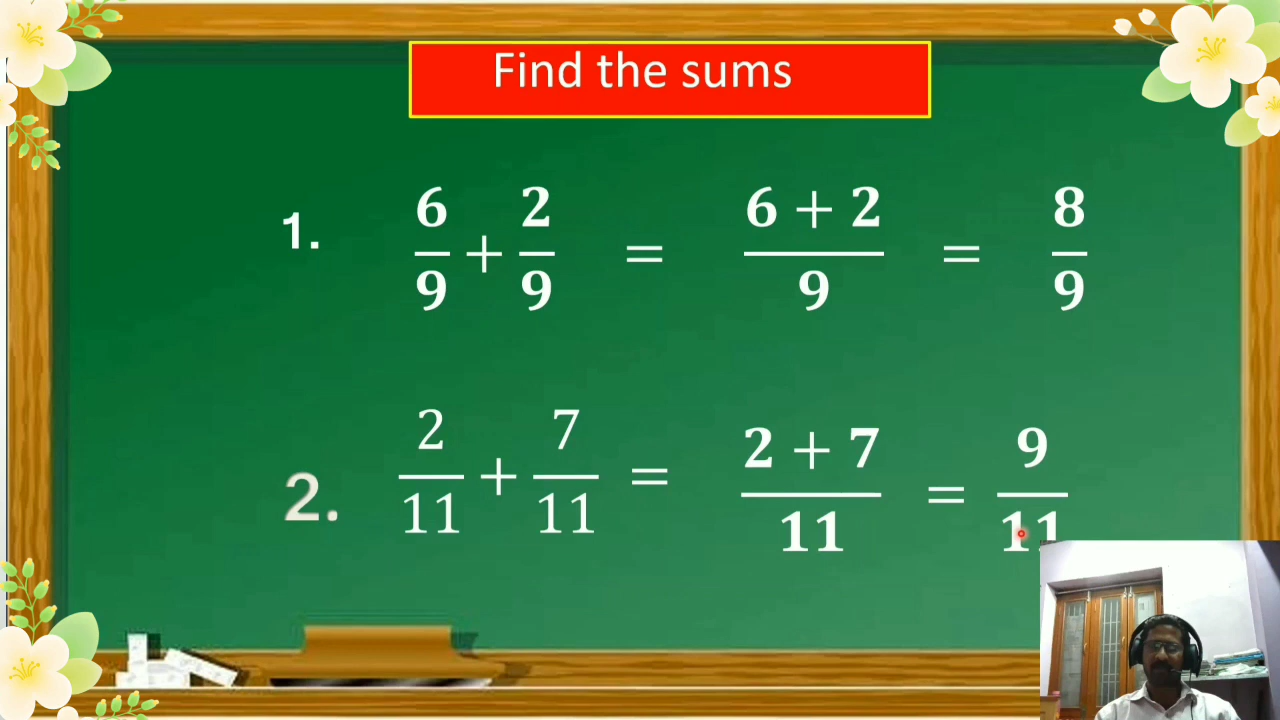 Find the sums
1. 6/9 + 2/9 = 6 + 2/9 = 8/9
2. 2/11 + 7/11 = 2 + 7/11 = 9/11